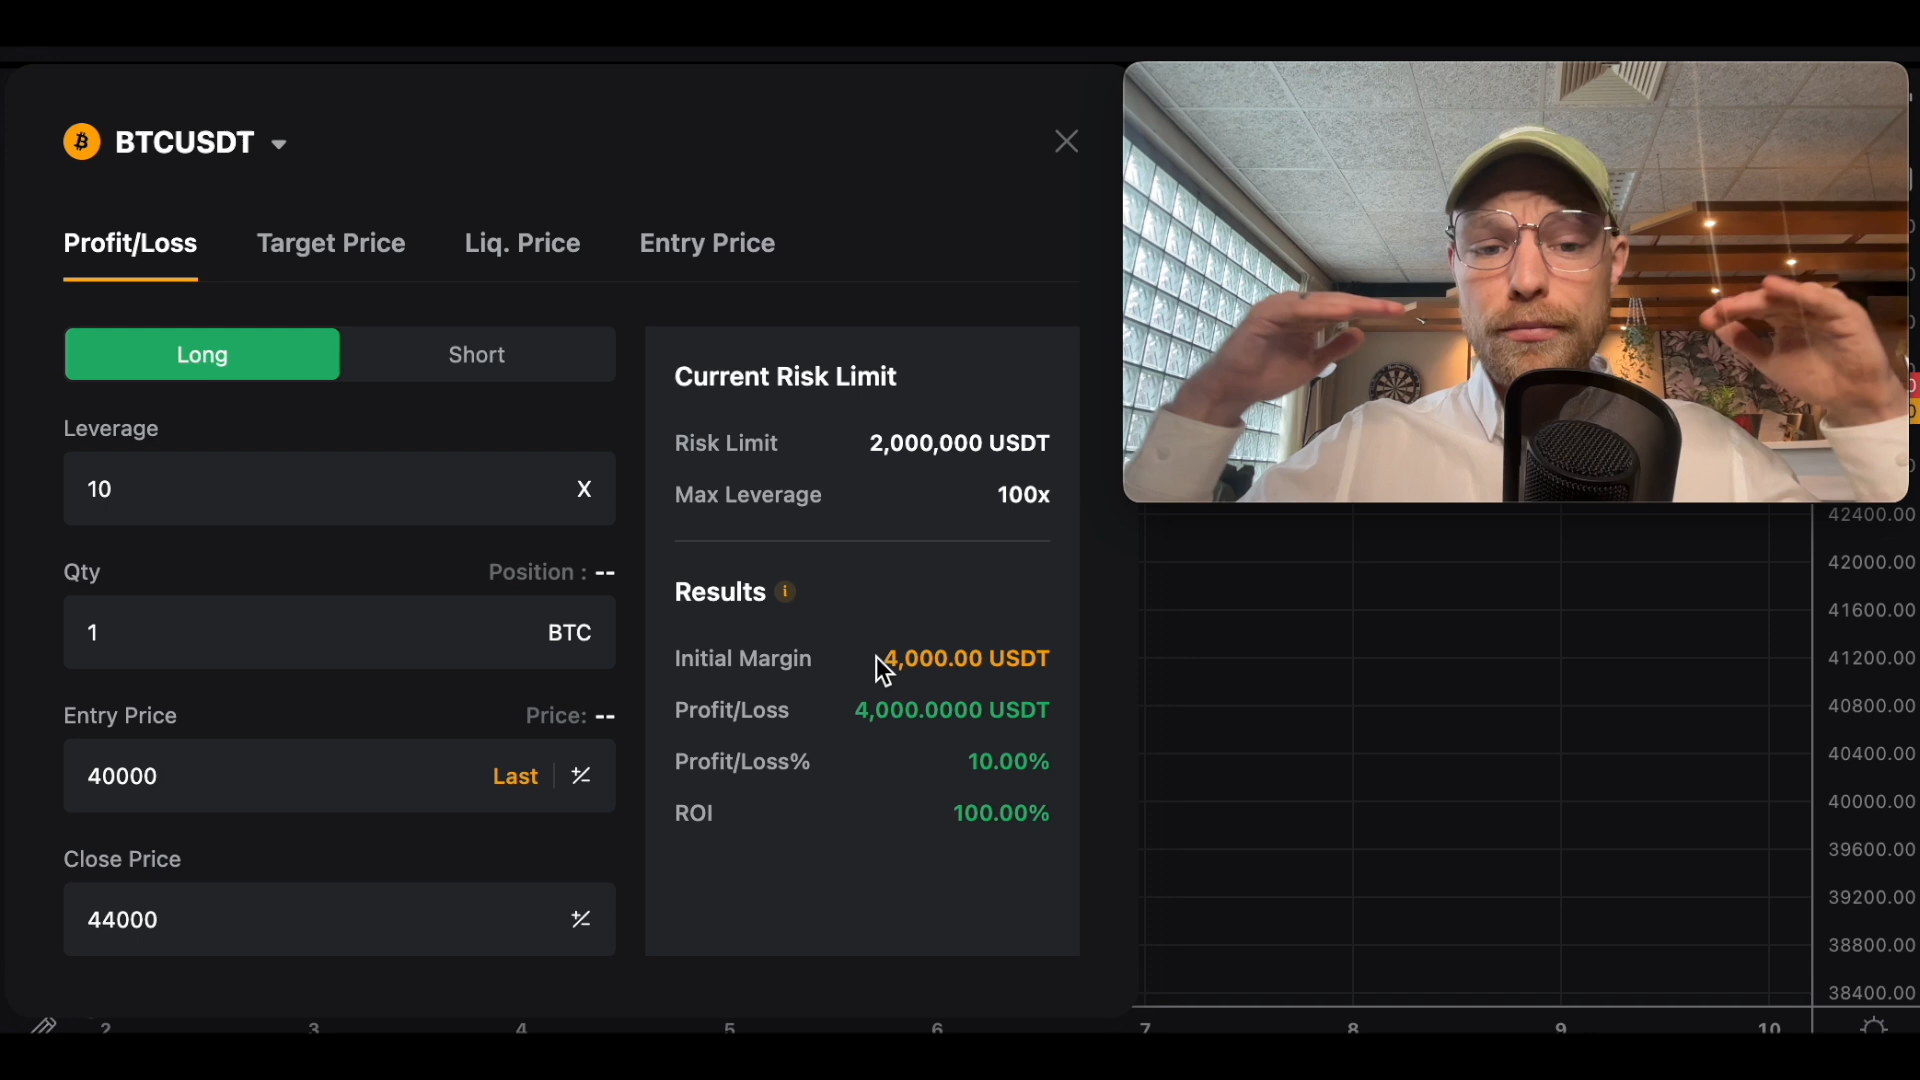 BTCUSDT
Profit/Loss Target Price Liq. Price Entry Price
Long Short
Leverage
10 X
Qty Position : --
1 BTC
Entry Price Price: --
40000 Last
Close Price
44000
Current Risk Limit
Risk Limit 2,000,000 USDT
Max Leverage 100x
Results
Initial Margin 4,000.00 USDT
Profit/Loss 4,000.0000 USDT
Profit/Loss% 10.00%
ROI 100.00%
42400.00
42000.00
41600.00
41200.00
40800.00
40400.00
40000.00
39600.00
39200.00
38800.00
38400.00
2 3 4 5 6 7 8 9 10